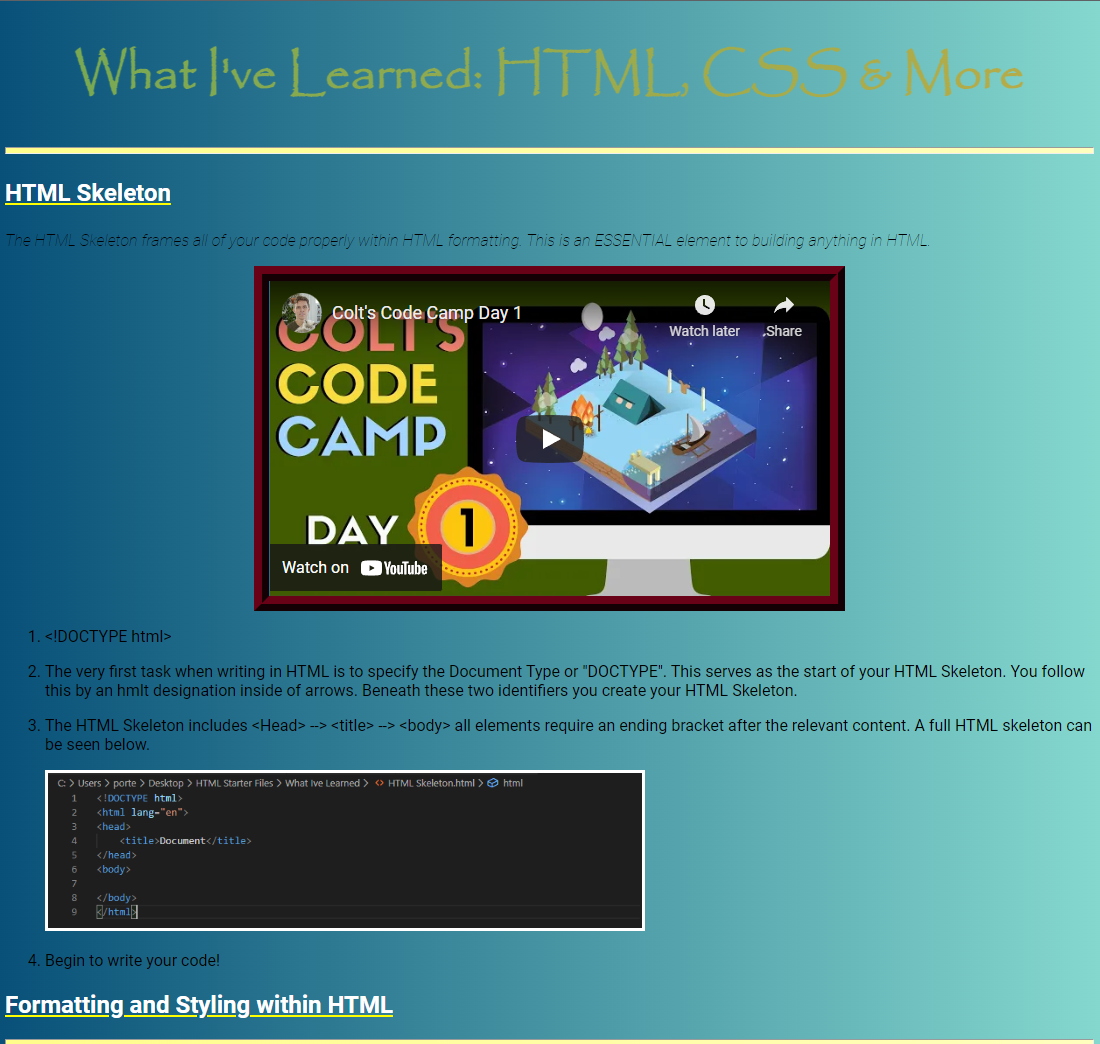 What I've Learned: HTML, CSS & More
HTML Skeleton
The HTML Skeleton frames all of your code properly within HTML formatting. This is an ESSENTIAL element to building anything in HTML.
Colt's Code Camp Day 1
Watch later
Share
COLT'S
CODE
CAMP
DAY 1
Watch on YouTube
1. <!DOCTYPE html>
2. The very first task when writing in HTML is to specify the Document Type or "DOCTYPE". This serves as the start of your HTML Skeleton. You follow
this by an hmlt designation inside of arrows. Beneath these two identifiers you create your HTML Skeleton.
3. The HTML Skeleton includes <Head> --> <title> --> <body> all elements require an ending bracket after the relevant content. A full HTML skeleton can
be seen below.
C: > Users > porte > Desktop > HTML Starter Files > What Ive Learned > <> HTML Skeleton.html > html
1 <!DOCTYPE html>
2 <html lang="en">
3 <head>
4 <title>Document</title>
5 </head>
6 <body>
7
8 </body>
9 </html>
4. Begin to write your code!
Formatting and Styling within HTML